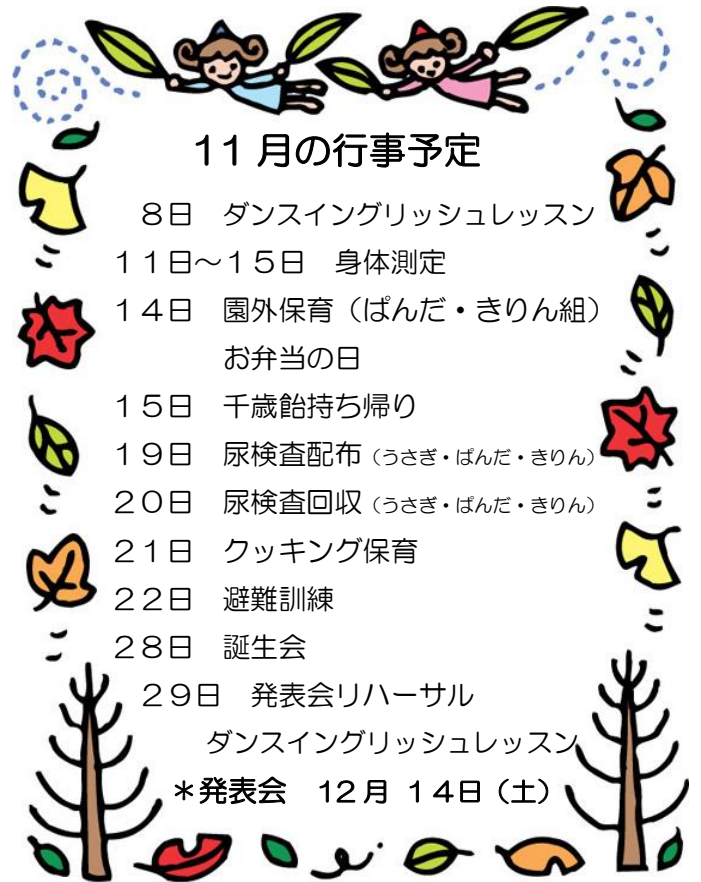 11月の行事予定
８日　ダンスイングリッシュレッスン
１１日～１５日　身体測定
１４日　園外保育（ぱんだ・きりん組）
お弁当の日
１５日　千歳飴持ち帰り
１９日　尿検査配布（うさぎ・ぱんだ・きりん）
２０日　尿検査回収（うさぎ・ぱんだ・きりん）
２１日　クッキング保育
２２日　避難訓練
２８日　誕生会
２９日　発表会リハーサル
ダンスイングリッシュレッスン
＊発表会　12月 １４日（土）